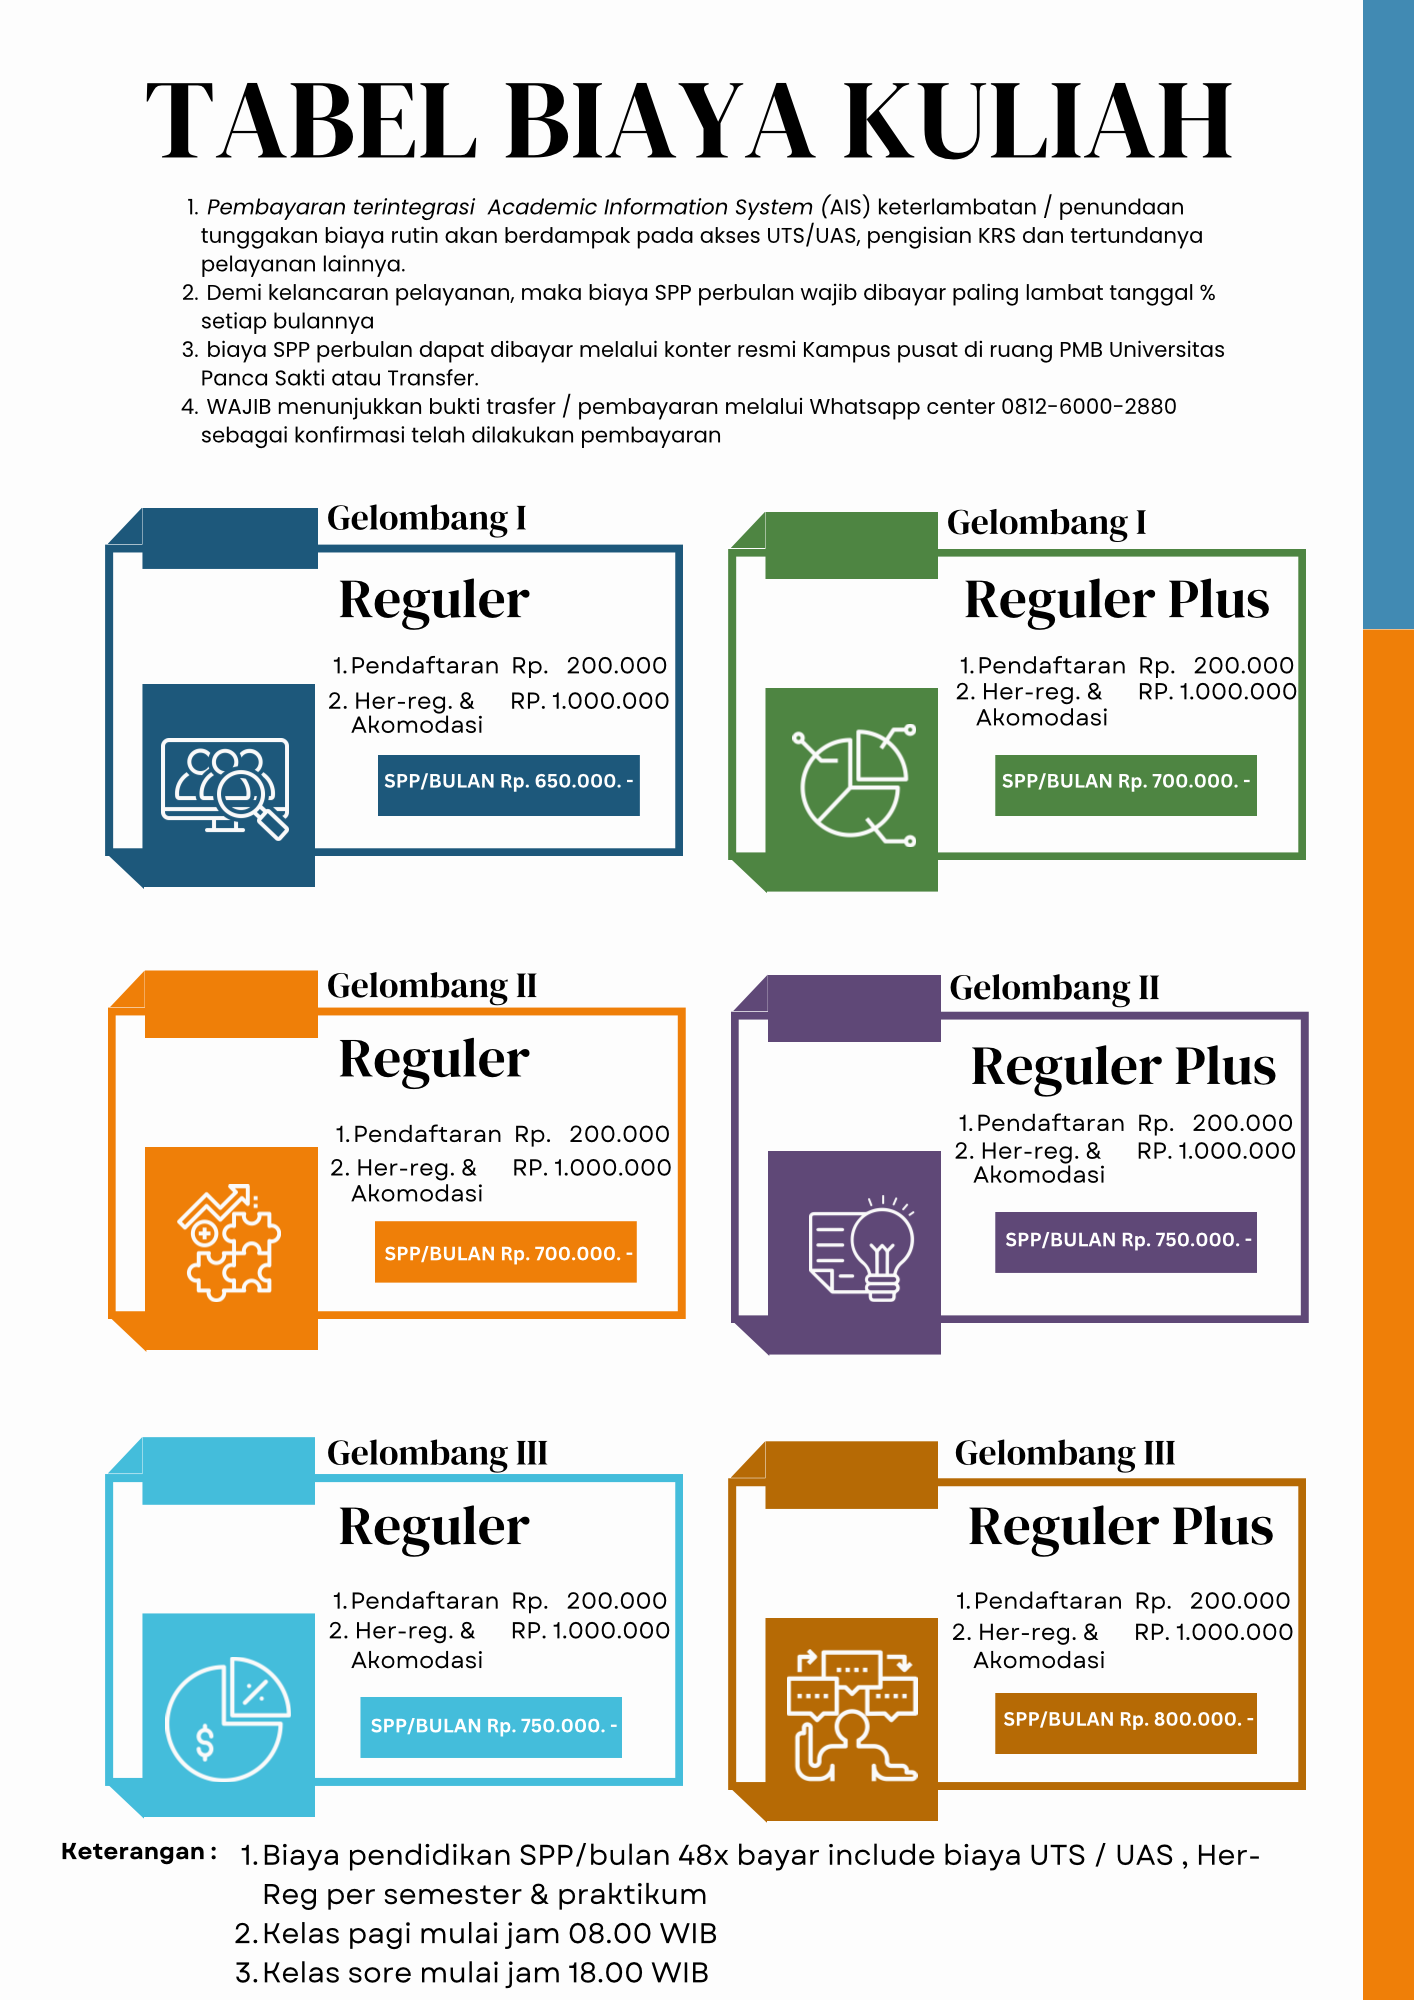 TABEL BIAYA KULIAH
1. Pembayaran terintegrasi Academic Information System (AIS) keterlambatan / penundaan
tunggakan biaya rutin akan berdampak pada akses UTS/UAS, pengisian KRS dan tertundanya
pelayanan lainnya.
2. Demi kelancaran pelayanan, maka biaya SPP perbulan wajib dibayar paling lambat tanggal %
setiap bulannya
3. biaya SPP perbulan dapat dibayar melalui konter resmi Kampus pusat di ruang PMB Universitas
Panca Sakti atau Transfer.
4. WAJIB menunjukkan bukti trasfer / pembayaran melalui Whatsapp center 0812-6000-2880
sebagai konfirmasi telah dilakukan pembayaran
Gelombang I
Reguler
1. Pendaftaran Rp. 200.000
2. Her-reg. & RP. 1.000.000
Akomodasi
SPP/BULAN Rp. 650.000. -
Gelombang I
Reguler Plus
1. Pendaftaran Rp. 200.000
2. Her-reg. & RP. 1.000.000
Akomodasi
SPP/BULAN Rp. 700.000. -
Gelombang II
Reguler
1. Pendaftaran Rp. 200.000
2. Her-reg. & RP. 1.000.000
Akomodasi
SPP/BULAN Rp. 700.000. -
Gelombang II
Reguler Plus
1. Pendaftaran Rp. 200.000
2. Her-reg. & RP. 1.000.000
Akomodasi
SPP/BULAN Rp. 750.000. -
Gelombang III
Reguler
1. Pendaftaran Rp. 200.000
2. Her-reg. & RP. 1.000.000
Akomodasi
SPP/BULAN Rp. 750.000. -
Gelombang III
Reguler Plus
1. Pendaftaran Rp. 200.000
2. Her-reg. & RP. 1.000.000
Akomodasi
SPP/BULAN Rp. 800.000. -
Keterangan : 1. Biaya pendidikan SPP/bulan 48x bayar include biaya UTS / UAS , Her-
Reg per semester & praktikum
2. Kelas pagi mulai jam 08.00 WIB
3. Kelas sore mulai jam 18.00 WIB